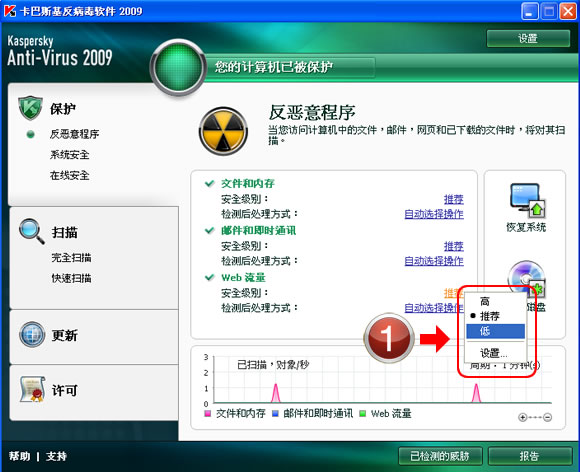 卡巴斯基反病毒软件 2009
Kaspersky
Anti-Virus 2009
设置
您的计算机已被保护
保护
反恶意程序
系统安全
在线安全
扫描
完全扫描
快速扫描
更新
许可
反恶意程序
当您访问计算机中的文件，邮件，网页和已下载的文件时，将对其扫
描。
文件和内存
安全级别： 推荐
检测后处理方式： 自动选择操作
邮件和即时通讯
安全级别： 推荐
检测后处理方式： 自动选择操作
Web 流量
安全级别： 推荐
检测后处理方式： 自动选择操作
恢复系统
磁盘
高
推荐
低
设置...
1
已扫描，对象/秒
周期：1 分钟(s)
3
2
1
0
文件和内存 邮件和即时通讯 Web 流量
帮助 | 支持
已检测的威胁
报告